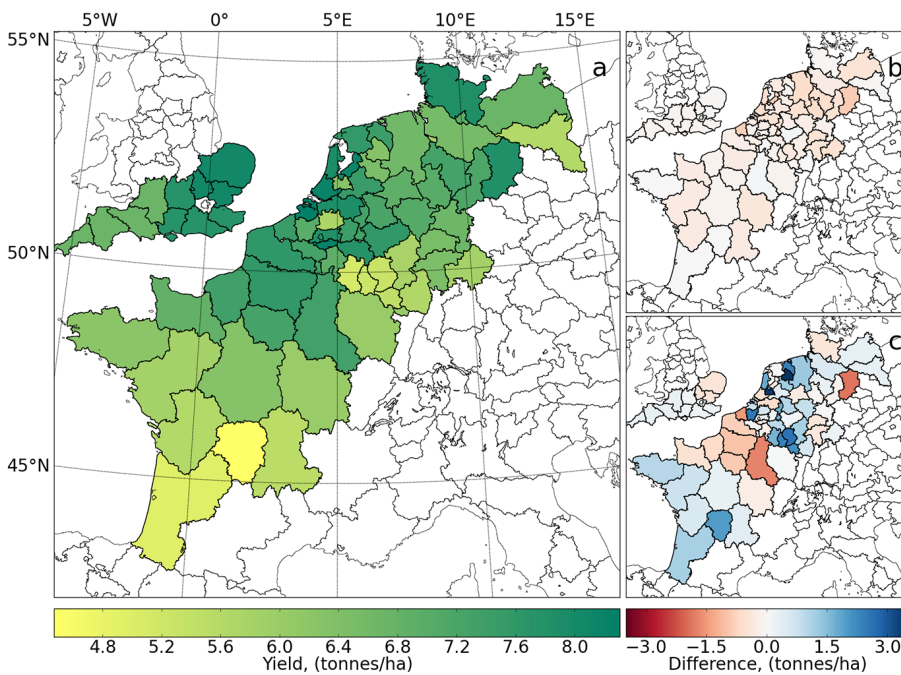 5°W 0° 5°E 10°E 15°E
55°N
a
b
50°N
c
45°N
4.8 5.2 5.6 6.0 6.4 6.8 7.2 7.6 8.0
Yield, (tonnes/ha)
−3.0 −1.5 0.0 1.5 3.0
Difference, (tonnes/ha)